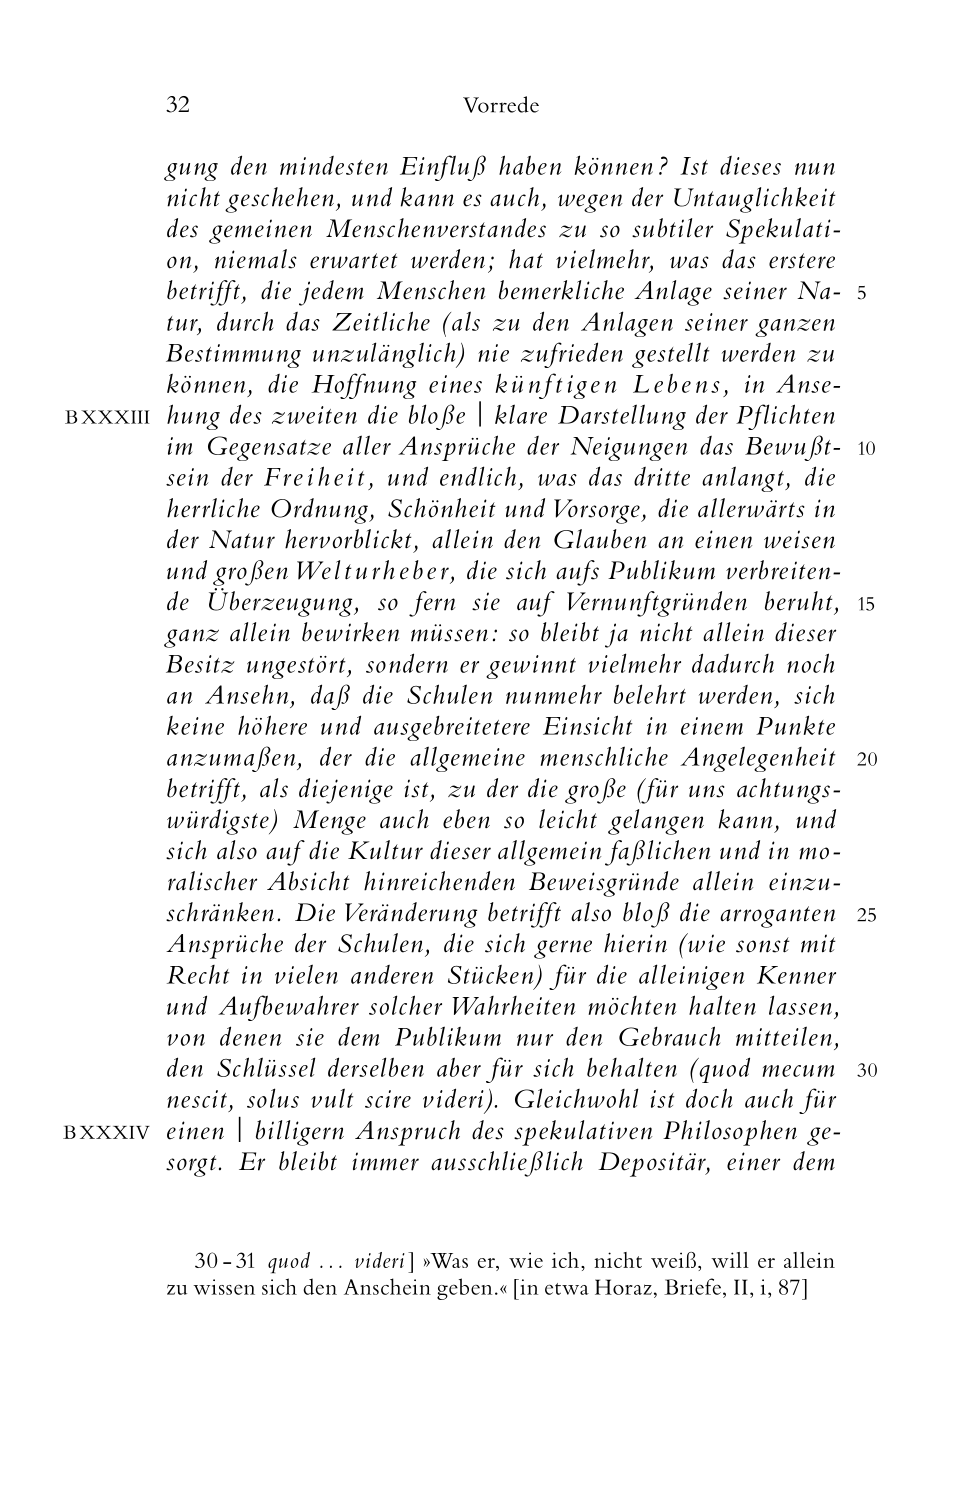 32 Vorrede
gung den mindesten Einfluß haben können? Ist dieses nun
nicht geschehen, und kann es auch, wegen der Untauglichkeit
des gemeinen Menschenverstandes zu so subtiler Spekulati-
on, niemals erwartet werden; hat vielmehr, was das erstere
betrifft, die jedem Menschen bemerkliche Anlage seiner Na- 5
tur, durch das Zeitliche (als zu den Anlagen seiner ganzen
Bestimmung unzulänglich) nie zufrieden gestellt werden zu
können, die Hoffnung eines künftigen Lebens, in Anse-
B XXXIII hung des zweiten die bloße | klare Darstellung der Pflichten
im Gegensatze aller Ansprüche der Neigungen das Bewußt- 10
sein der Freiheit, und endlich, was das dritte anlangt, die
herrliche Ordnung, Schönheit und Vorsorge, die allerwärts in
der Natur hervorblickt, allein den Glauben an einen weisen
und großen Welturheber, die sich aufs Publikum verbreiten-
de Überzeugung, so fern sie auf Vernunftgründen beruht, 15
ganz allein bewirken müssen: so bleibt ja nicht allein dieser
Besitz ungestört, sondern er gewinnt vielmehr dadurch noch
an Ansehn, daß die Schulen nunmehr belehrt werden, sich
keine höhere und ausgebreitetere Einsicht in einem Punkte
anzumaßen, der die allgemeine menschliche Angelegenheit 20
betrifft, als diejenige ist, zu der die große (für uns achtungs-
würdigste) Menge auch eben so leicht gelangen kann, und
sich also auf die Kultur dieser allgemein faßlichen und in mo-
ralischer Absicht hinreichenden Beweisgründe allein einzu-
schränken. Die Veränderung betrifft also bloß die arroganten 25
Ansprüche der Schulen, die sich gerne hierin (wie sonst mit
Recht in vielen anderen Stücken) für die alleinigen Kenner
und Aufbewahrer solcher Wahrheiten möchten halten lassen,
von denen sie dem Publikum nur den Gebrauch mitteilen,
den Schlüssel derselben aber für sich behalten (quod mecum 30
nescit, solus vult scire videri). Gleichwohl ist doch auch für
B XXXIV einen | billigern Anspruch des spekulativen Philosophen ge-
sorgt. Er bleibt immer ausschließlich Depositär, einer dem
30–31 quod ... videri] »Was er, wie ich, nicht weiß, will er allein
zu wissen sich den Anschein geben.« [in etwa Horaz, Briefe, II, i, 87]